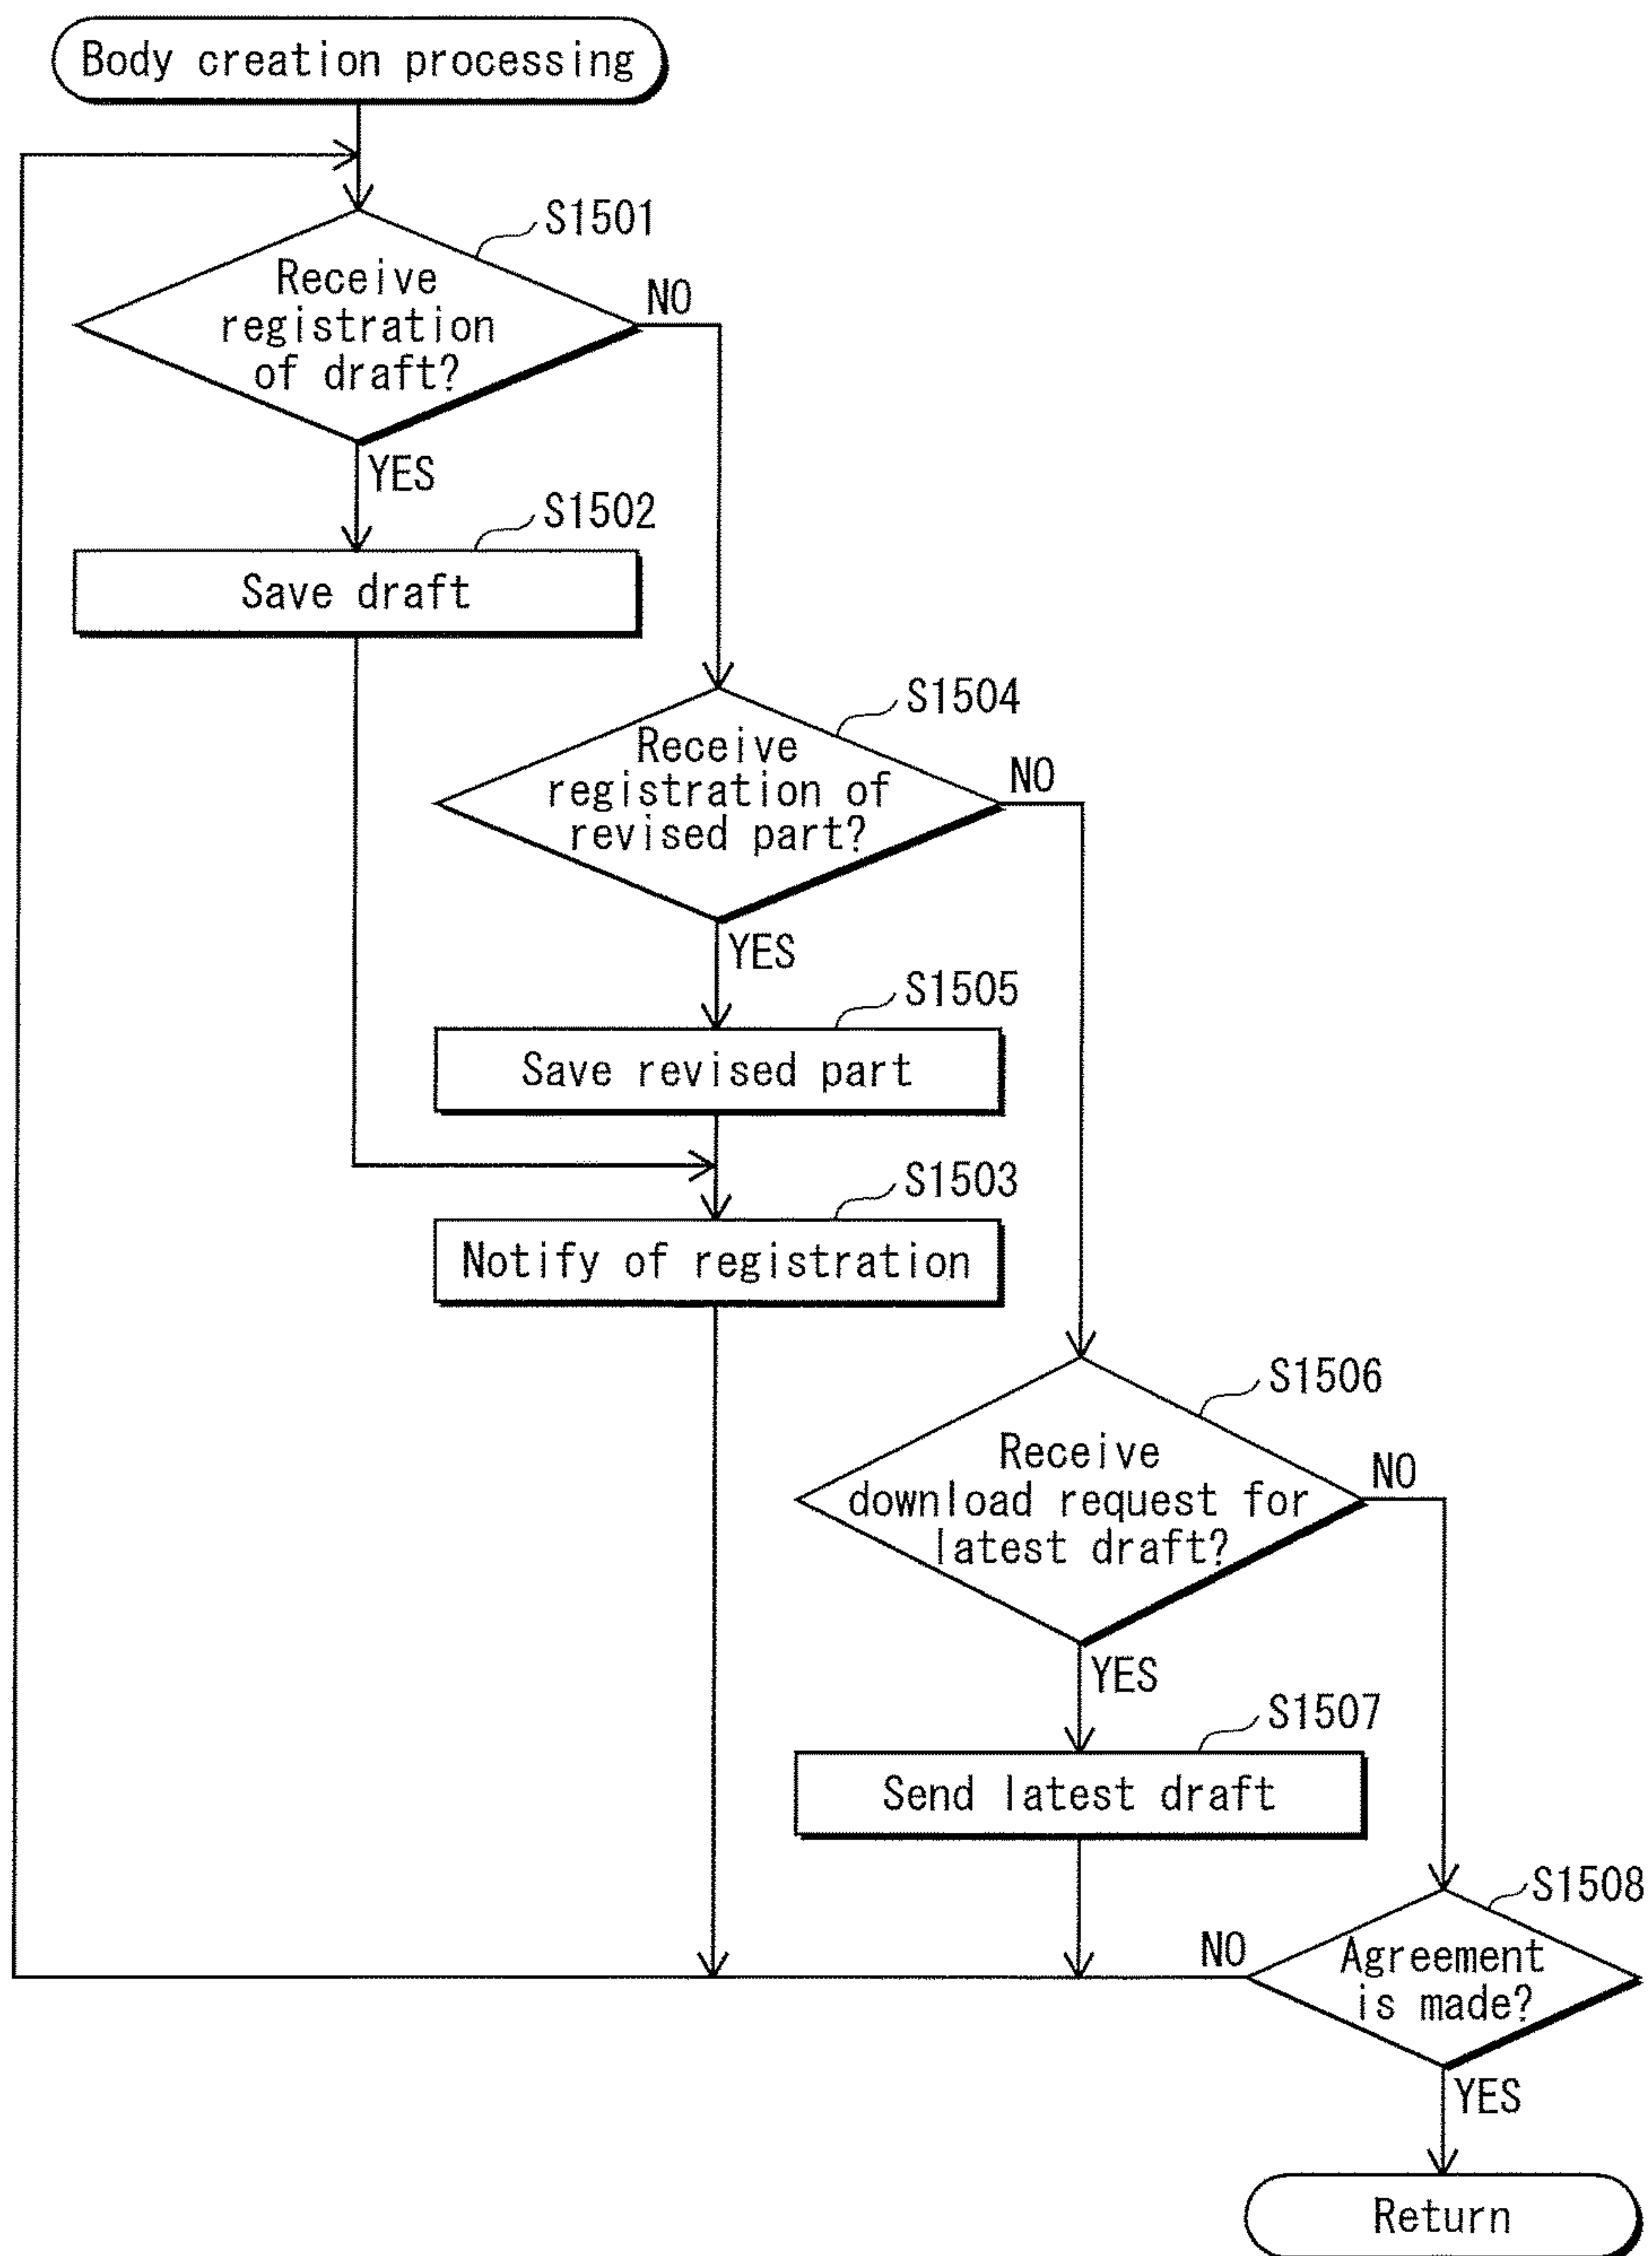 Body creation processing
S1501
Receive
registration
of draft?
NO
YES
S1502
Save draft
S1504
Receive
registration of
revised part?
NO
YES
S1505
Save revised part
S1503
Notify of registration
S1506
Receive
download request for
latest draft?
NO
YES
S1507
Send latest draft
S1508
NO
Agreement
is made?
YES
Return